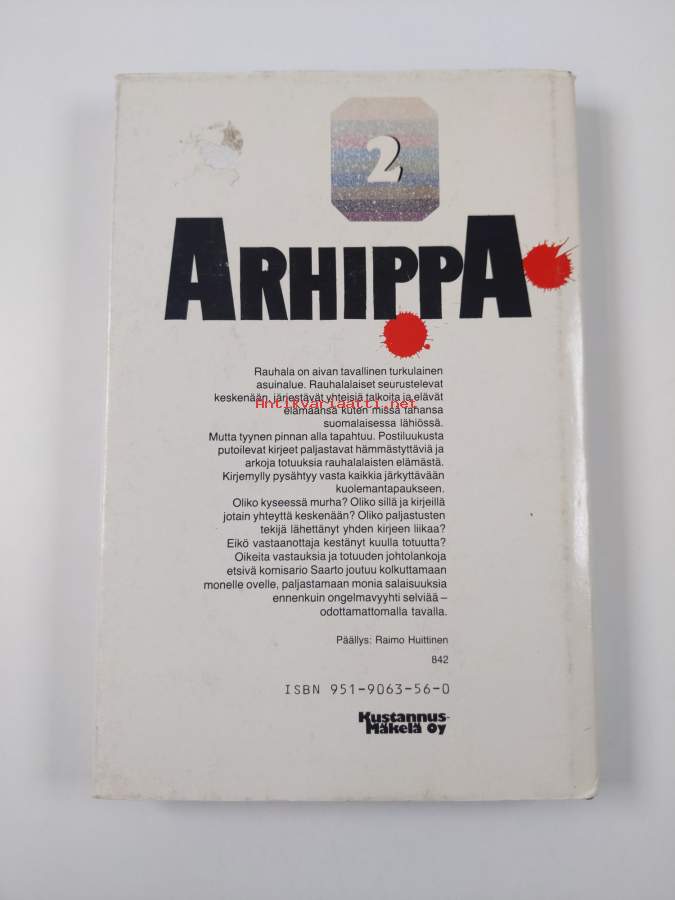 2
ARHIPPA
Rauhala on aivan tavallinen turkulainen
asuinalue. Rauhalalaiset seurustelevat
keskenään, järjestävät yhteisiä talkoita ja elävät
Antikvariaatti.net
elämäänsä kuten missä tahansa
suomalaisessa lähiössä.
Mutta tyynen pinnan alla tapahtuu. Postiluukusta
putoilevat kirjeet paljastavat hämmästyttäviä ja
arkoja totuuksia rauhalalaisten elämästä.
Kirjemylly pysähtyy vasta kaikkia järkyttävään
kuolemantapaukseen.
Oliko kyseessä murha? Oliko sillä ja kirjeillä
jotain yhteyttä keskenään? Oliko paljastusten
tekijä lähettänyt yhden kirjeen liikaa?
Eikö vastaanottaja kestänyt kuulla totuutta?
Oikeita vastauksia ja totuuden johtolankoja
etsivä komisario Saarto joutuu kolkuttamaan
monelle ovelle, paljastamaan monia salaisuuksia
ennenkuin ongelmavyyhti selviää –
odottamattomalla tavalla.
Päällys: Raimo Huittinen
842
ISBN 951-9063-56-0
Kustannus-
Mäkelä Oy